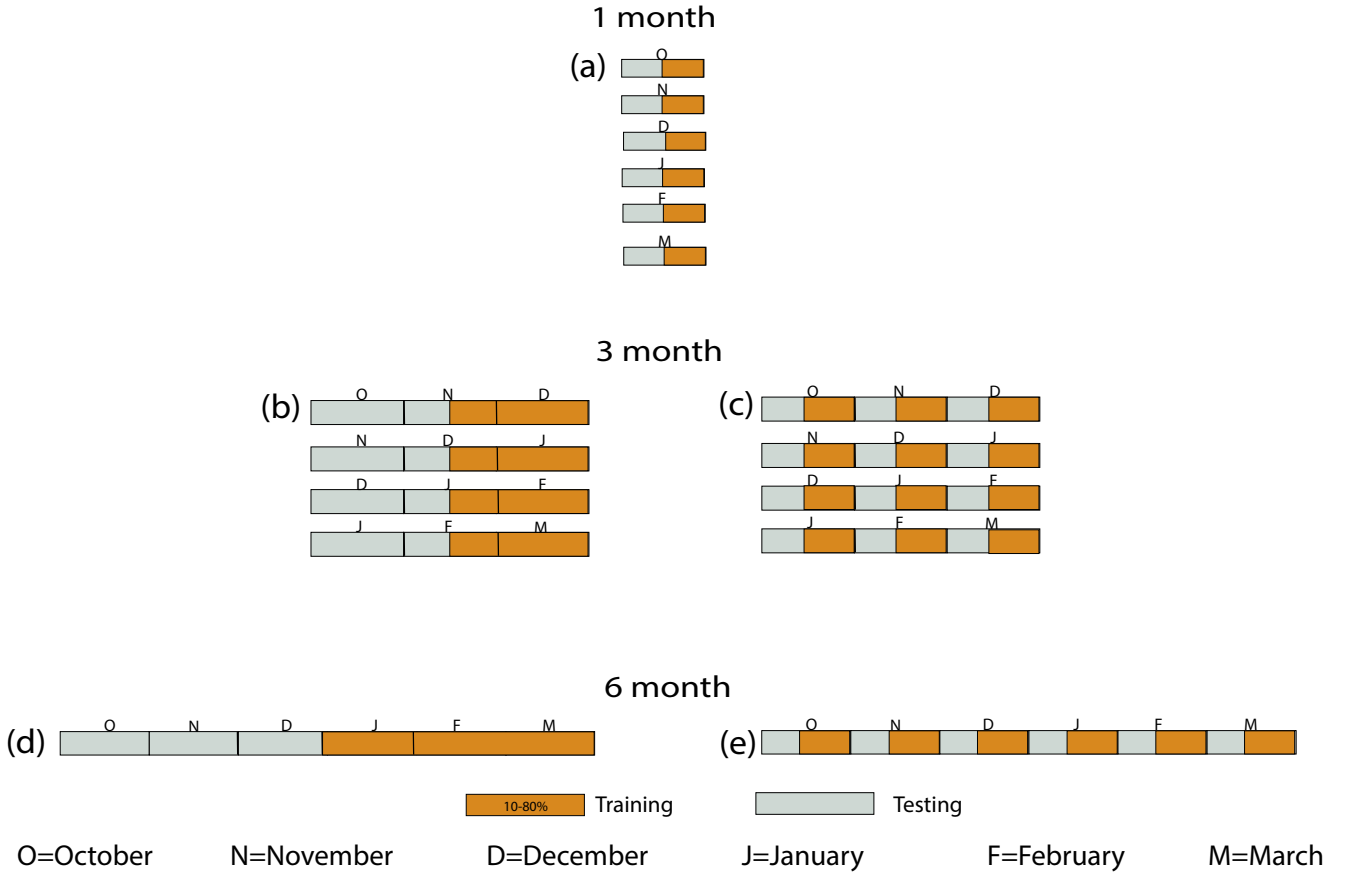 1 month
(a)
O
N
D
J
F
M
3 month
(b)
O N D
N D J
D J F
J F M
(c)
O N D
N D J
D J F
J F M
6 month
(d)
O N D J F M
(e)
O N D J F M
10-80% Training
Testing
O=October N=November D=December J=January F=February M=March